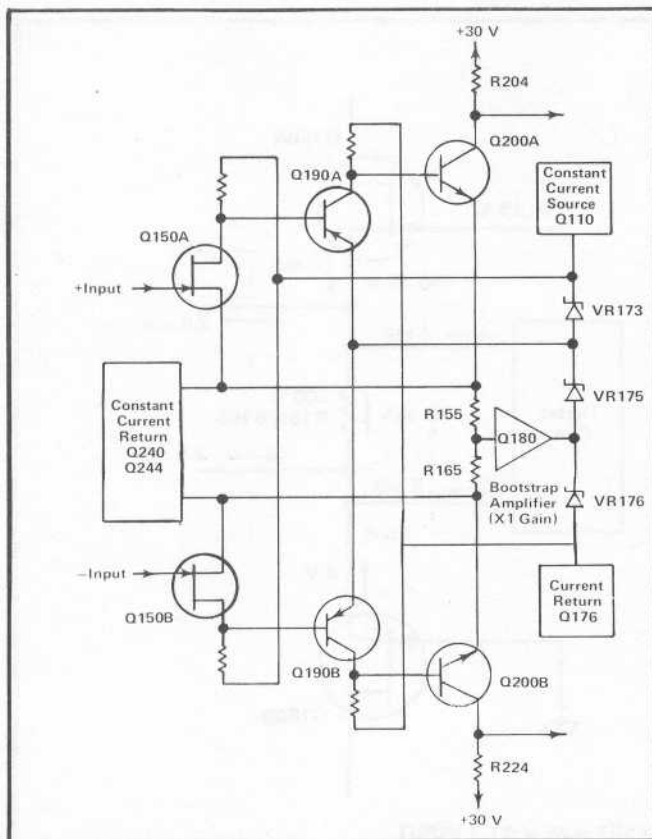 +30 V
R204
Q200A
Q190A
Constant
Current
Source
Q110
Q150A
+Input
VR173
VR175
R155
Constant
Current
Return
Q240
Q244
Q180
R165
Bootstrap
Amplifier
(X1 Gain)
VR176
−Input
Current
Return
Q176
Q150B
Q190B
Q200B
R224
+30 V